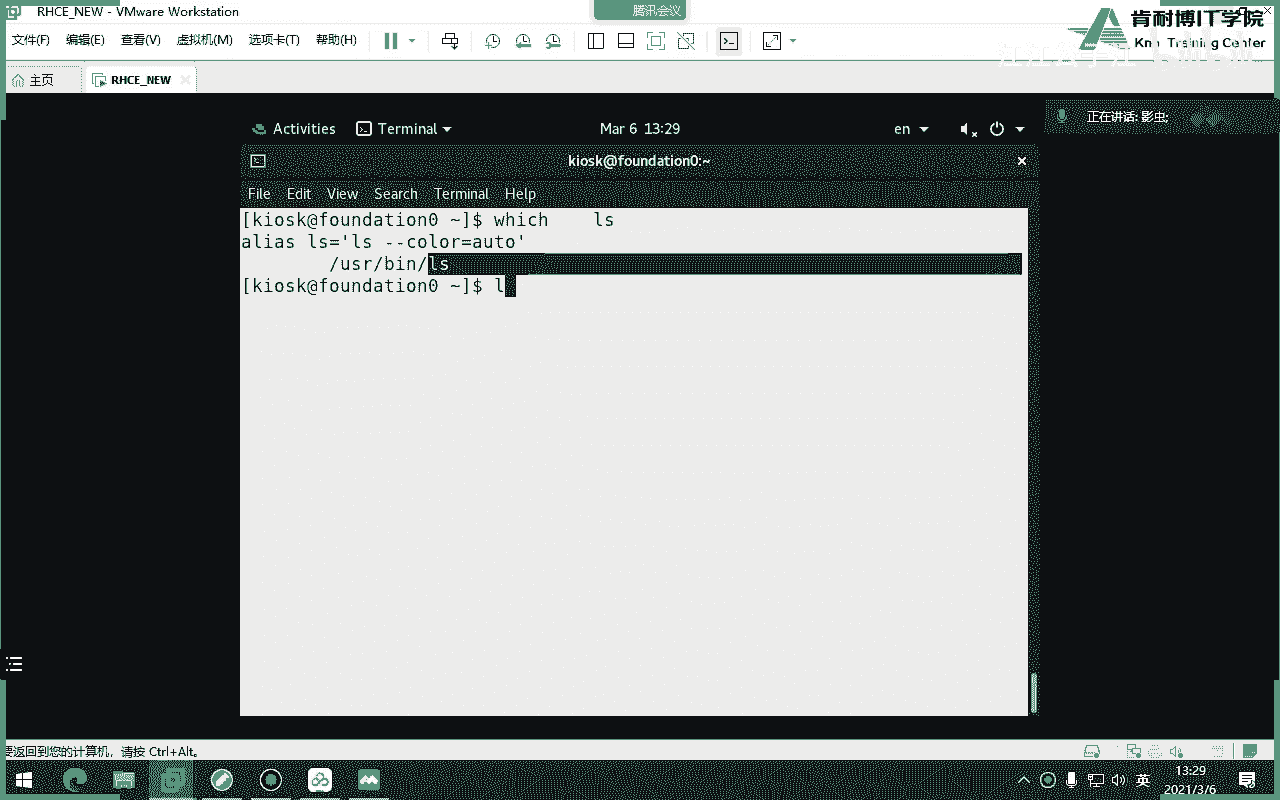 RHCE_NEW - VMware Workstation
腾讯会议
肯耐博IT学院
文件(F) 编辑(E) 查看(V) 虚拟机(M) 选项卡(T) 帮助(H)
Training Center
主页 RHCE_NEW
Activities Terminal Mar 6 13:29 en
正在讲话: 影虫;
kiosk@foundation0:~
File Edit View Search Terminal Help
[kiosk@foundation0 ~]$ which ls
alias ls='ls --color=auto'
/usr/bin/ls
[kiosk@foundation0 ~]$ l
要返回到您的计算机，请按 Ctrl+Alt。
英
13:29
2021/3/6